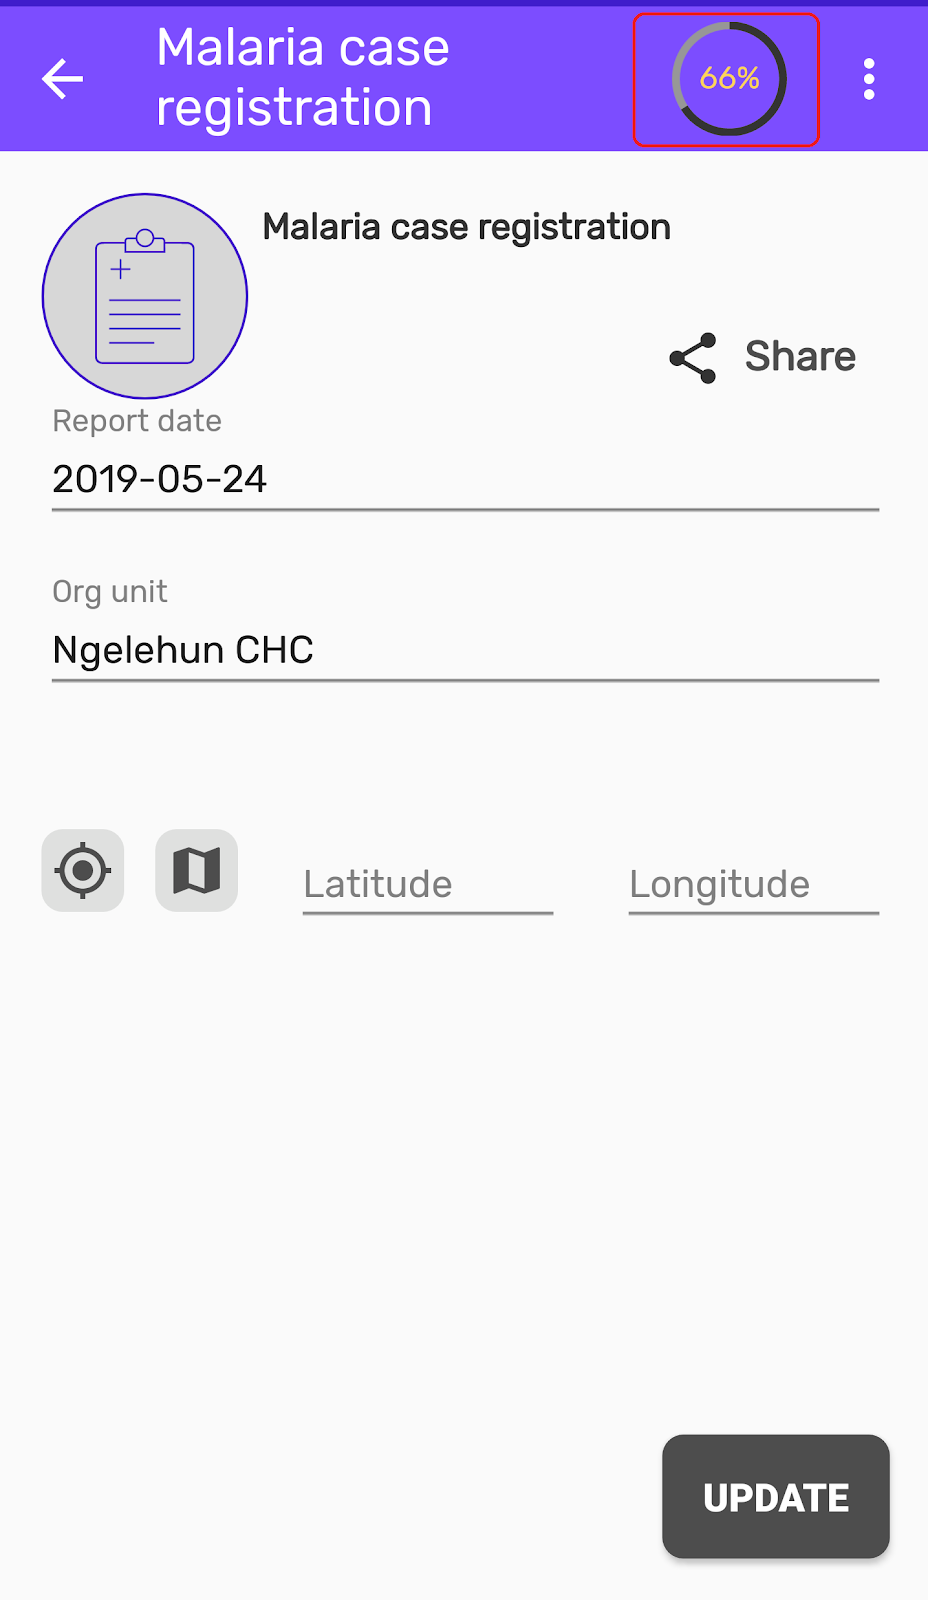 Malaria case
registration
66%
Malaria case registration
Share
Report date
2019-05-24
Org unit
Ngelehun CHC
Latitude
Longitude
UPDATE